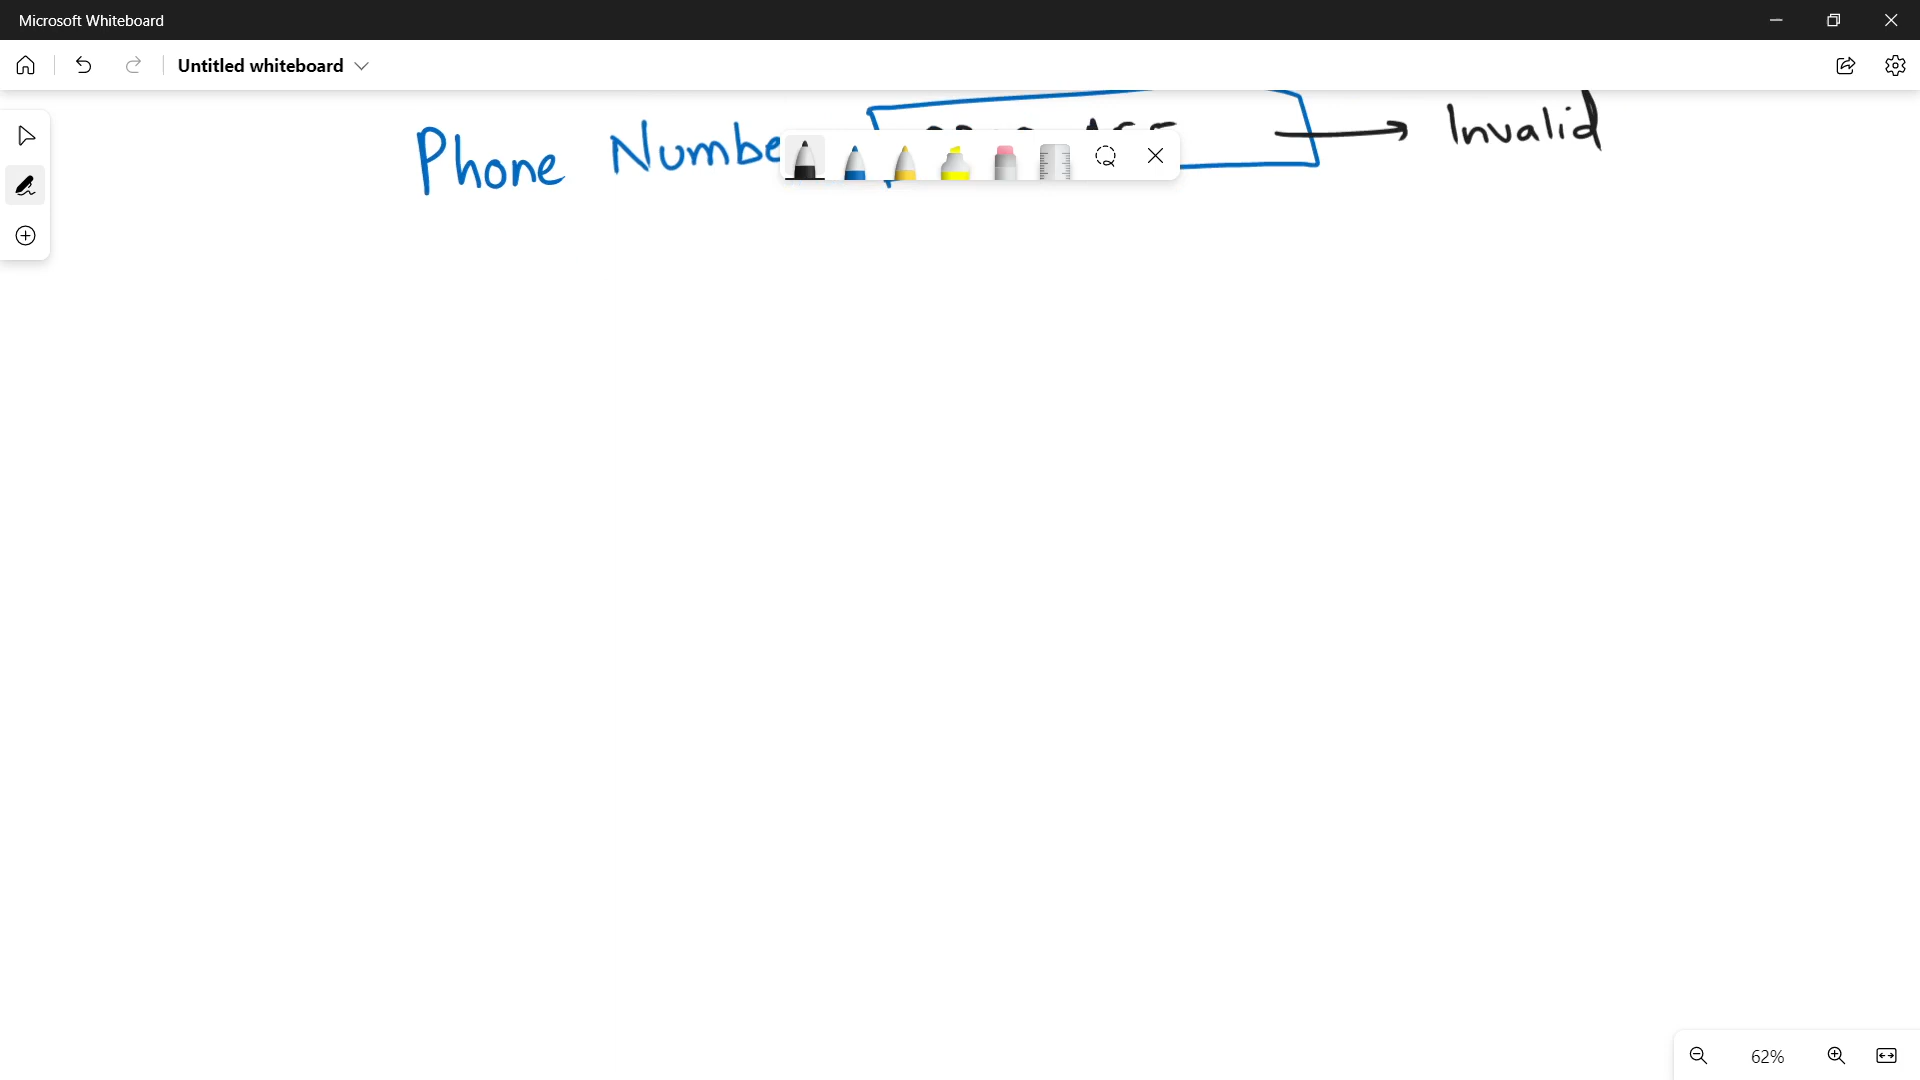 Microsoft Whiteboard
Untitled whiteboard
Phone Numbe
Invalid
62%